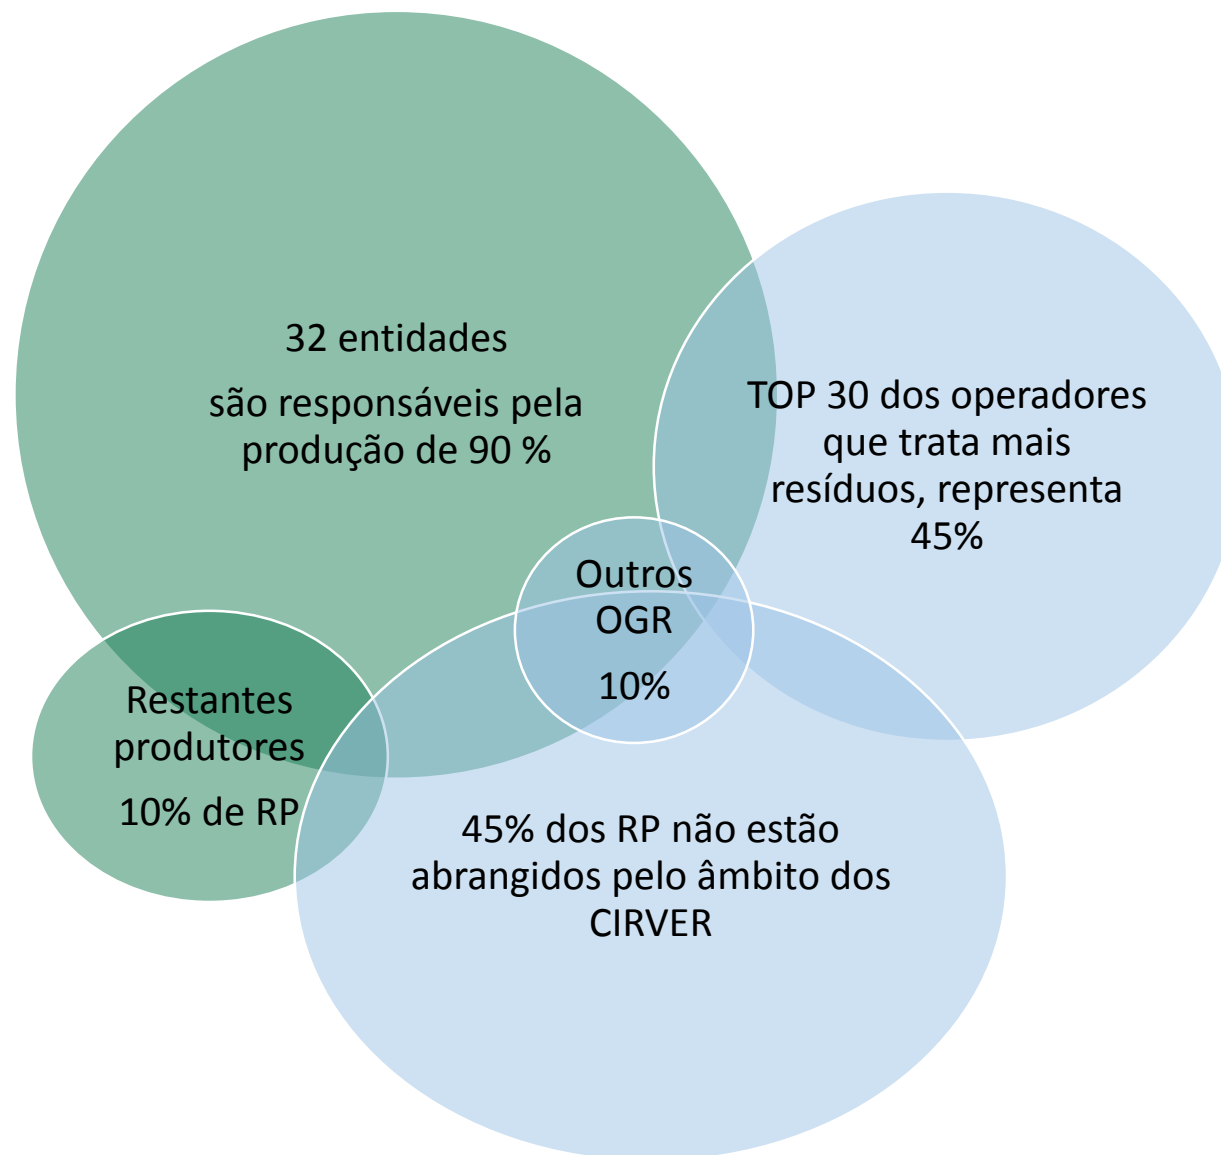 32 entidades
são responsáveis pela
produção de 90 %
TOP 30 dos operadores
que trata mais
resíduos, representa
45%
Outros
OGR
10%
Restantes
produtores
10% de RP
45% dos RP não estão
abrangidos pelo âmbito dos
CIRVER